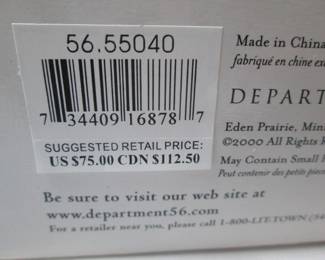 56.55040
7 34409 16878 7
SUGGESTED RETAIL PRICE:
US $75.00 CDN $112.50
Made in China
fabriqué en chine
DEPART
Eden Prairie,
©2000 All Rights
May Contain Small
Peut contenir des petits
Be sure to visit our web site at
www.department56.com
For a retailer near you, please call 1-800-LTE-TOWN